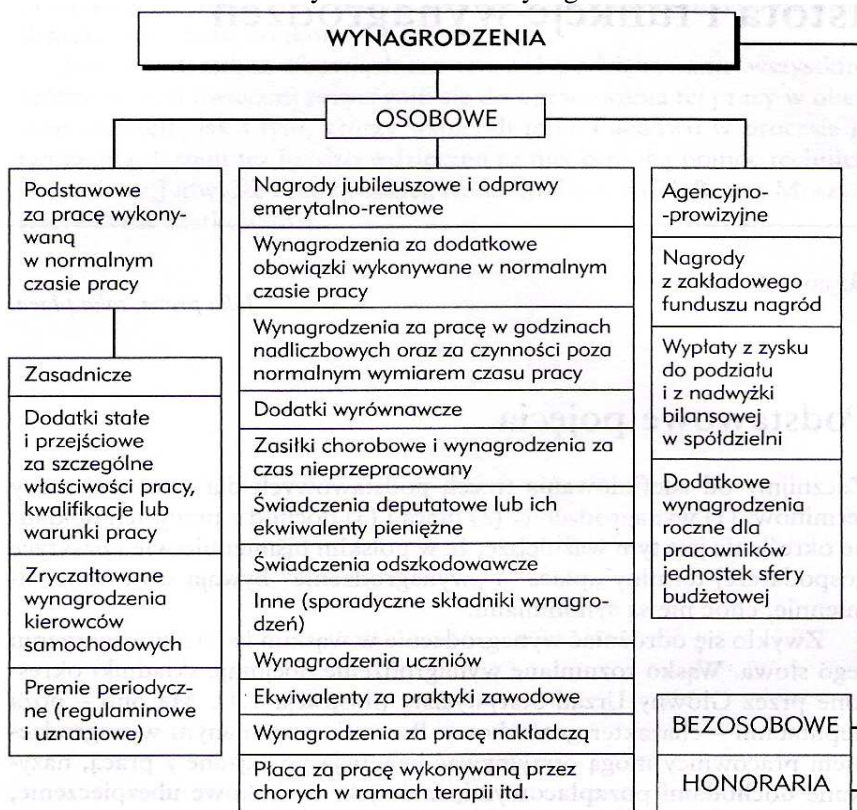 WYNAGRODZENIA
OSOBOWE
Podstawowe
za pracę wykony-
waną
w normalnym
czasie pracy
Zasadnicze
Dodatki stałe
i przejściowe
za szczególne
właściwości pracy,
kwalifikacje lub
warunki pracy
Zryczałtowane
wynagrodzenia
kierowców
samochodowych
Premie periodycz-
ne (regulaminowe
i uznaniowe)
Nagrody jubileuszowe i odprawy
emerytalno-rentowe
Wynagrodzenia za dodatkowe
obowiązki wykonywane w normalnym
czasie pracy
Wynagrodzenia za pracę w godzinach
nadliczbowych oraz za czynności poza
normalnym wymiarem czasu pracy
Dodatki wyrównawcze
Zasiłki chorobowe i wynagrodzenia za
czas nieprzepracowany
Świadczenia deputatowe lub ich
ekwiwalenty pieniężne
Świadczenia odszkodowawcze
Inne (sporadyczne składniki wynagro-
dzeń)
Wynagrodzenia uczniów
Ekwiwalenty za praktyki zawodowe
Wynagrodzenia za pracę nakładczą
Płaca za pracę wykonywaną przez
chorych w ramach terapii itd.
Agencyjno-
-prowizyjne
Nagrody
z zakładowego
funduszu nagród
Wypłaty z zysku
do podziału
i z nadwyżki
bilansowej
w spółdzielni
Dodatkowe
wynagrodzenia
roczne dla
pracowników
jednostek sfery
budżetowej
BEZOSOBOWE
HONORARIA